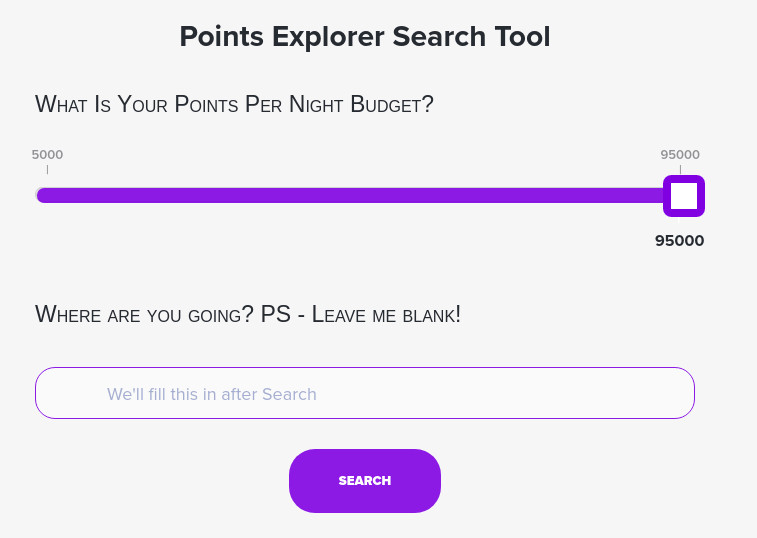 Points Explorer Search Tool
What Is Your Points Per Night Budget?
5000 95000
95000
Where are you going? PS - Leave me blank!
We'll fill this in after Search
SEARCH